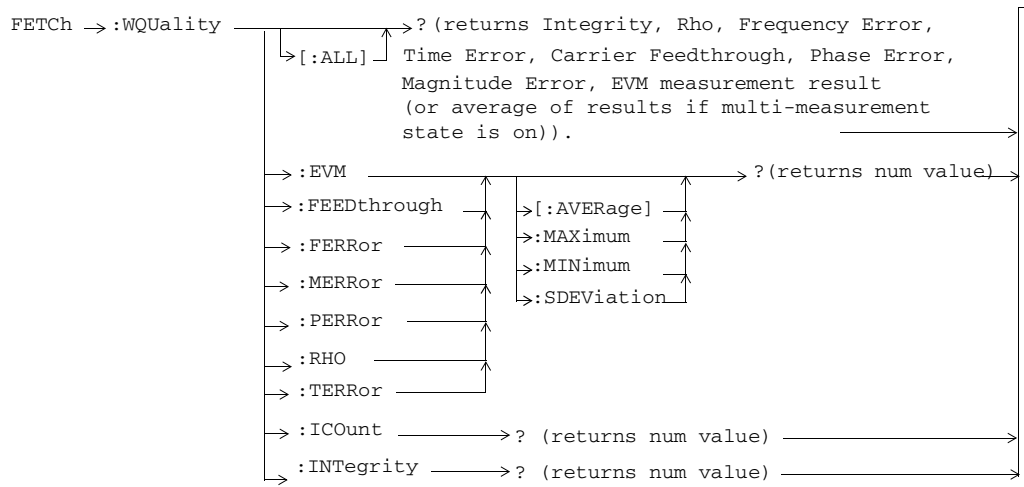 FETCh :WQUality ? (returns Integrity, Rho, Frequency Error,
[:ALL] Time Error, Carrier Feedthrough, Phase Error,
Magnitude Error, EVM measurement result
(or average of results if multi-measurement
state is on)).
:EVM ? (returns num value)
:FEEDthrough [:AVERage]
:FERRor :MAXimum
:MERRor :MINimum
:PERRor :SDEViation
:RHO
:TERRor
:ICOunt ? (returns num value)
:INTegrity ? (returns num value)